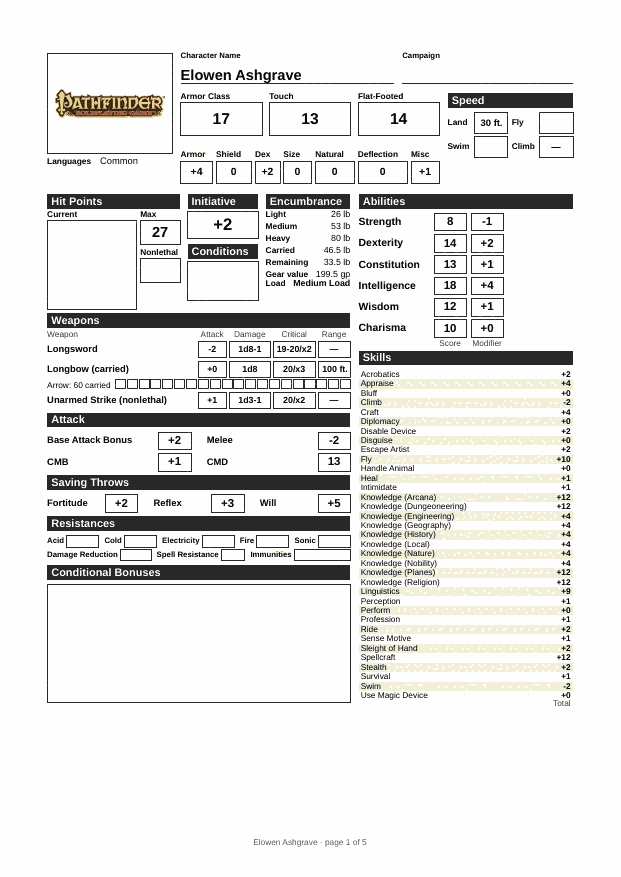 Character Name
Campaign
Elowen Ashgrave
PATHFINDER
ROLEPLAYING GAME
Languages Common
Armor Class Touch Flat-Footed
17 13 14
Armor Shield Dex Size Natural Deflection Misc
+4 0 +2 0 0 0 +1
Speed
Land 30 ft. Fly
Swim Climb —
Hit Points
Current Max
27
Nonlethal
Initiative
+2
Conditions
Encumbrance
Light 26 lb
Medium 53 lb
Heavy 80 lb
Carried 46.5 lb
Remaining 33.5 lb
Gear value 199.5 gp
Load Medium Load
Abilities
Strength 8 -1
Dexterity 14 +2
Constitution 13 +1
Intelligence 18 +4
Wisdom 12 +1
Charisma 10 +0
Score Modifier
Weapons
Weapon Attack Damage Critical Range
Longsword -2 1d8-1 19-20/x2 —
Longbow (carried) +0 1d8 20/x3 100 ft.
Arrow: 60 carried
Unarmed Strike (nonlethal) +1 1d3-1 20/x2 —
Attack
Base Attack Bonus +2 Melee -2
CMB +1 CMD 13
Saving Throws
Fortitude +2 Reflex +3 Will +5
Resistances
Acid Cold Electricity Fire Sonic
Damage Reduction Spell Resistance Immunities
Conditional Bonuses
Skills
Acrobatics +2
Appraise +4
Bluff +0
Climb -2
Craft +4
Diplomacy +0
Disable Device +2
Disguise +0
Escape Artist +2
Fly +10
Handle Animal +0
Heal +1
Intimidate +1
Knowledge (Arcana) +12
Knowledge (Dungeoneering) +12
Knowledge (Engineering) +4
Knowledge (Geography) +4
Knowledge (History) +4
Knowledge (Local) +4
Knowledge (Nature) +4
Knowledge (Nobility) +4
Knowledge (Planes) +12
Knowledge (Religion) +12
Linguistics +9
Perception +1
Perform +0
Profession +1
Ride +2
Sense Motive +1
Sleight of Hand +2
Spellcraft +12
Stealth +2
Survival +1
Swim -2
Use Magic Device +0
Total
Elowen Ashgrave · page 1 of 5